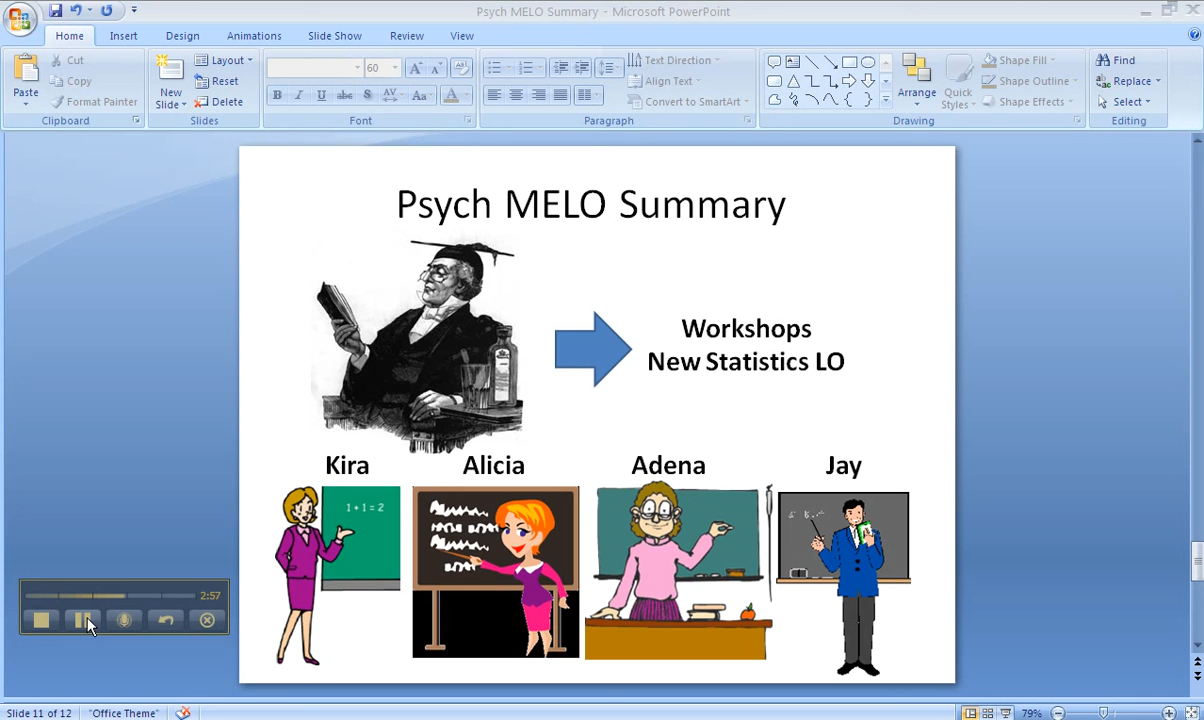 Psych MELO Summary - Microsoft PowerPoint
Home Insert Design Animations Slide Show Review View
Paste
Cut
Copy
Format Painter
Clipboard
New Slide
Layout
Reset
Delete
Slides
60
B I U abc S AV Aa A
Font
Text Direction
Align Text
Convert to SmartArt
Paragraph
Arrange
Quick Styles
Shape Fill
Shape Outline
Shape Effects
Drawing
Find
Replace
Select
Editing
Psych MELO Summary
Workshops
New Statistics LO
Kira Alicia Adena Jay
1 + 1 = 2
2:57
Slide 11 of 12 "Office Theme" 79%